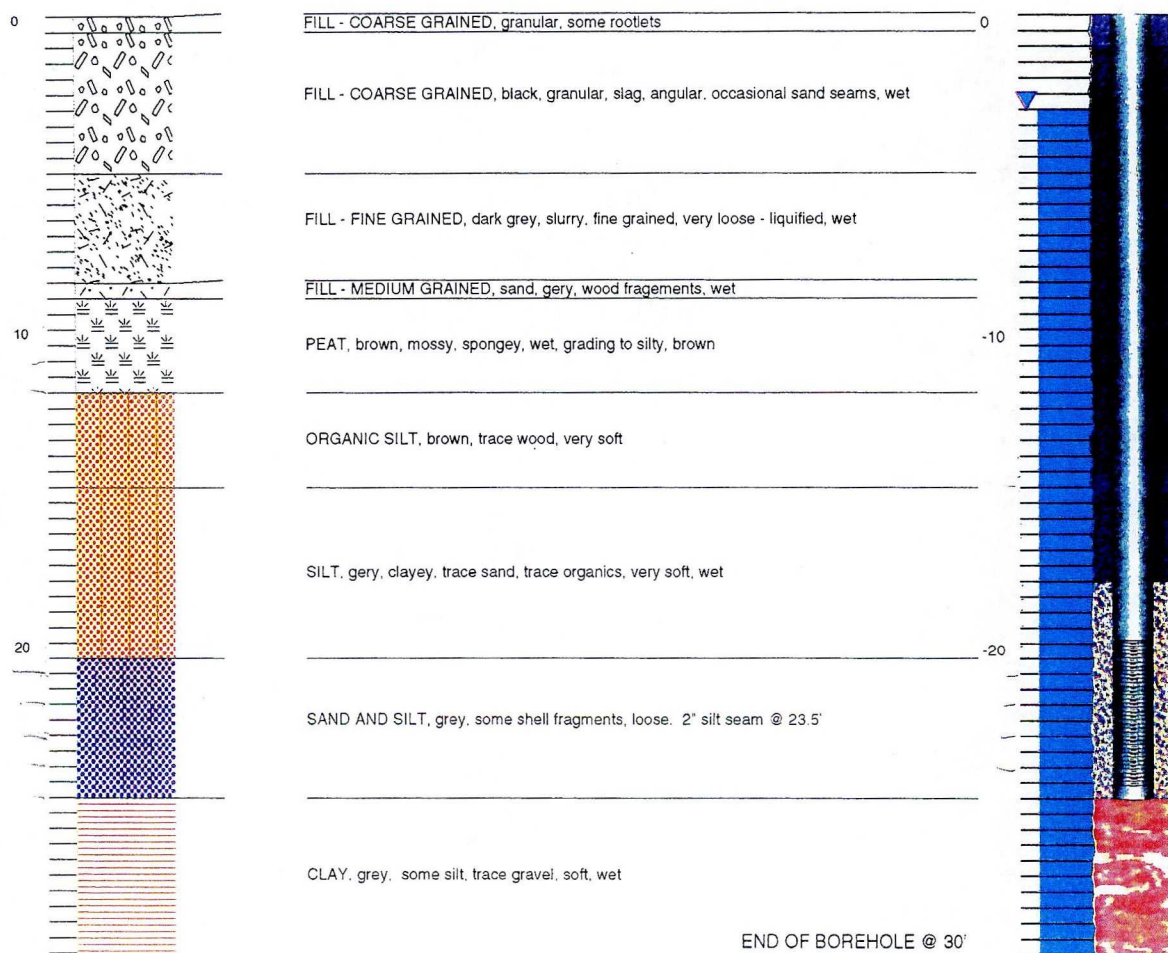 0
FILL - COARSE GRAINED, granular, some rootlets
0
FILL - COARSE GRAINED, black, granular, slag, angular, occasional sand seams, wet
FILL - FINE GRAINED, dark grey, slurry, fine grained, very loose - liquified, wet
FILL - MEDIUM GRAINED, sand, gery, wood fragements, wet
10
-10
PEAT, brown, mossy, spongey, wet, grading to silty, brown
ORGANIC SILT, brown, trace wood, very soft
SILT, gery, clayey, trace sand, trace organics, very soft, wet
20
-20
SAND AND SILT, grey, some shell fragments, loose. 2" silt seam @ 23.5'
CLAY, grey, some silt, trace gravel, soft, wet
END OF BOREHOLE @ 30'